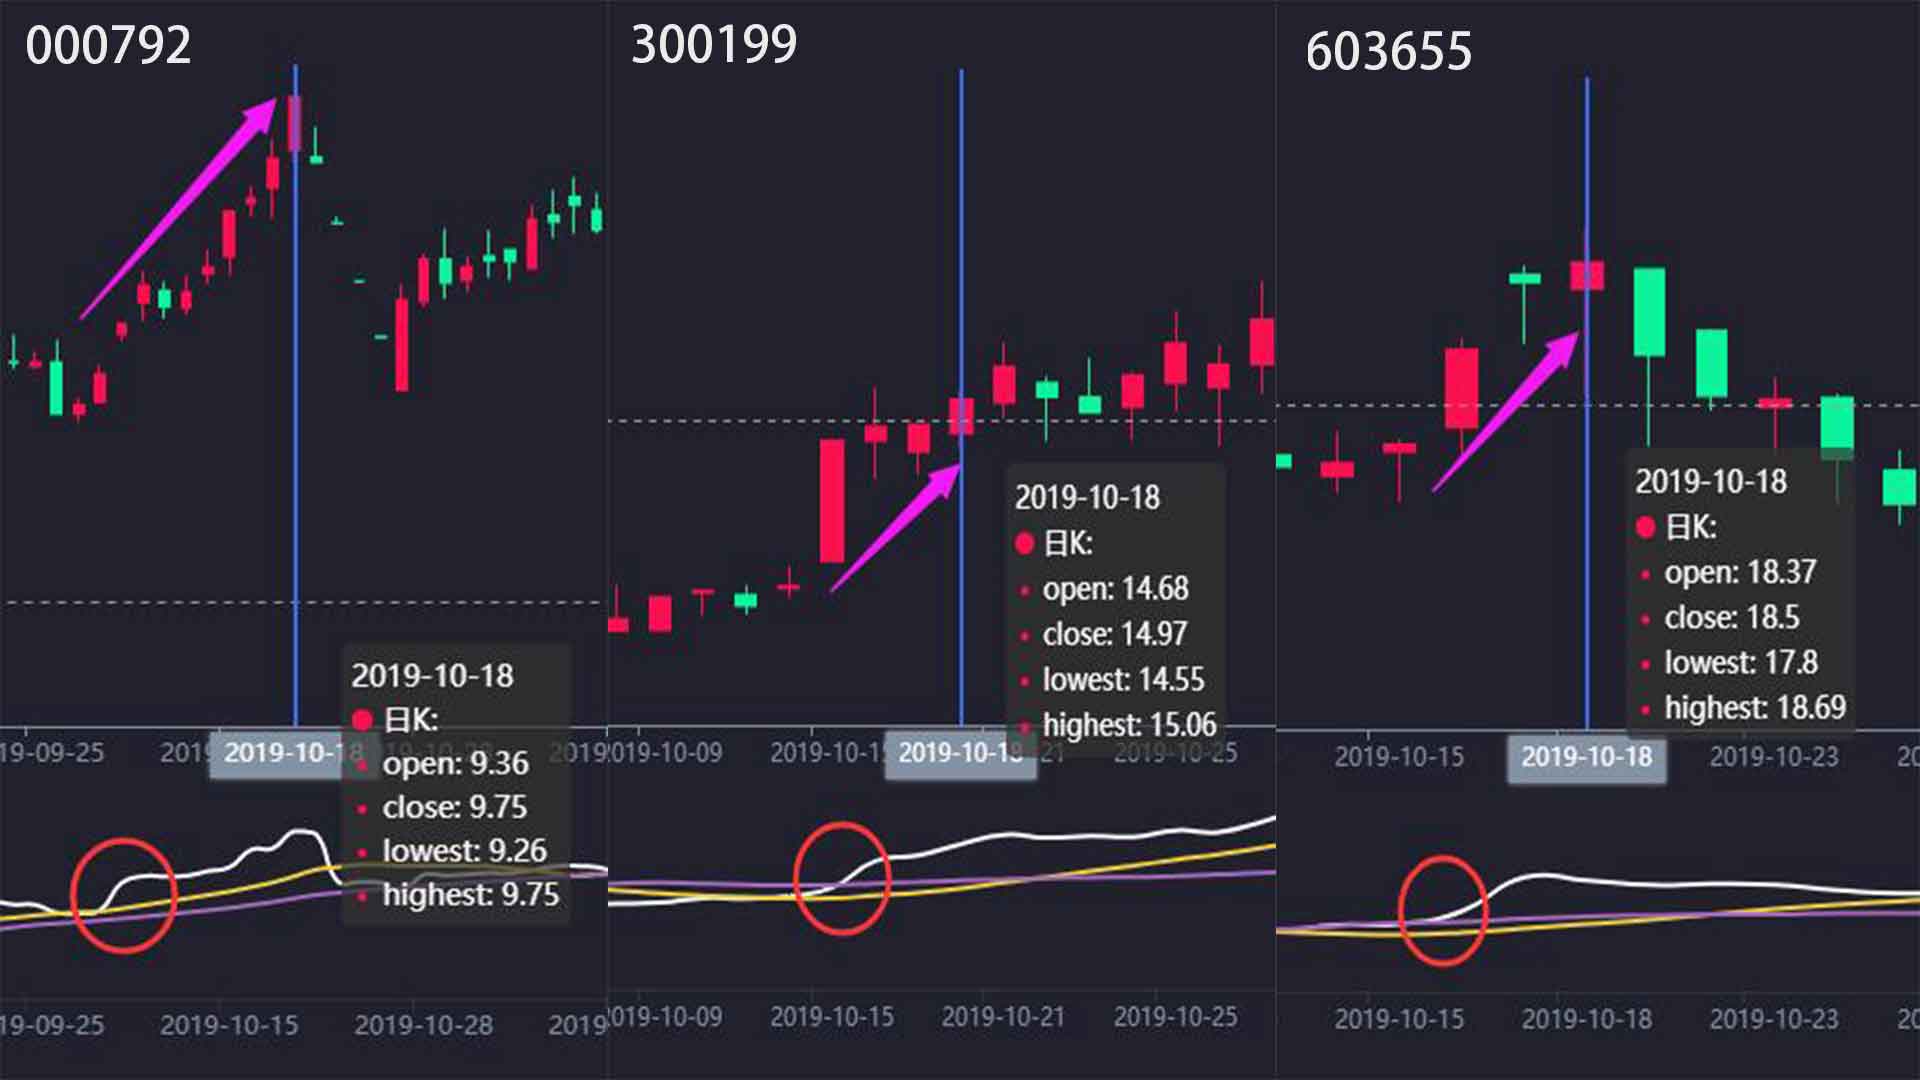 000792
2019-10-18
日K:
open: 9.36
close: 9.75
lowest: 9.26
highest: 9.75
19-09-25
2019-10-18
2019
19-09-25
2019-10-15
2019-10-28
2019
300199
2019-10-18
日K:
open: 14.68
close: 14.97
lowest: 14.55
highest: 15.06
019-10-09
2019-10-1
2019-10-18
21
2019-10-25
019-10-09
2019-10-15
2019-10-21
2019-10-25
603655
2019-10-18
日K:
open: 18.37
close: 18.5
lowest: 17.8
highest: 18.69
2019-10-15
2019-10-18
2019-10-23
20
2019-10-15
2019-10-18
2019-10-23
20